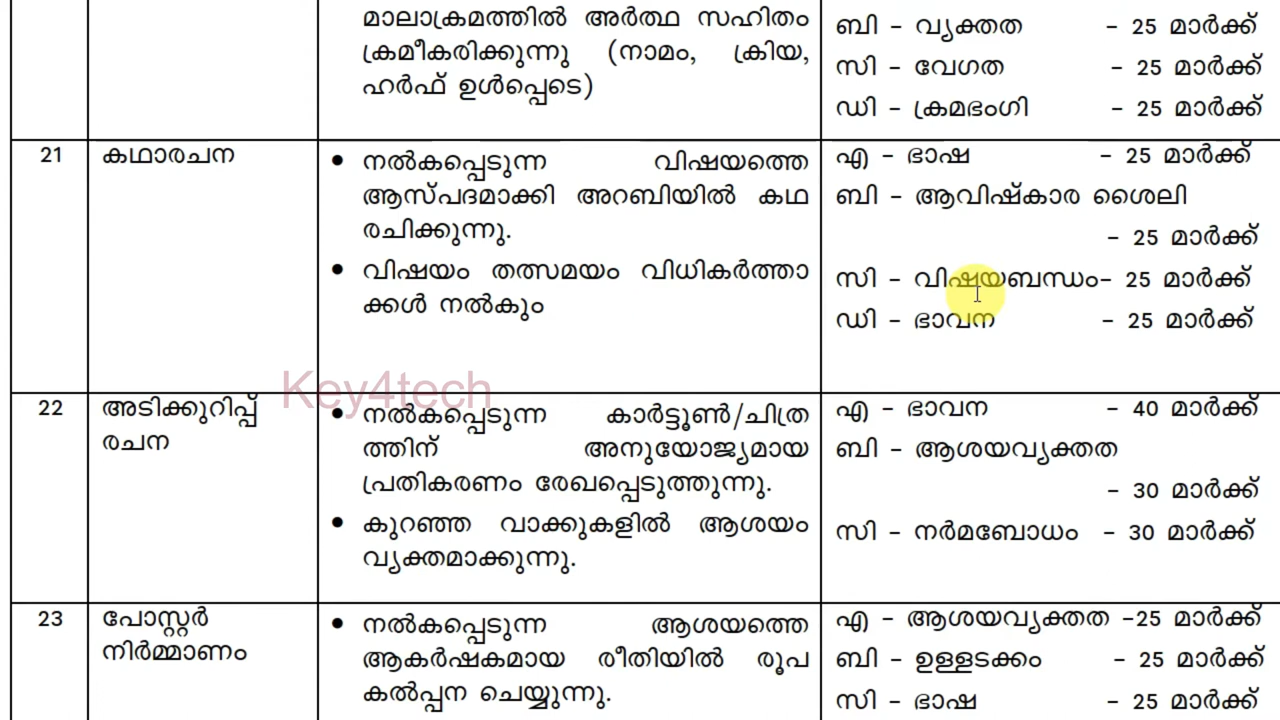 മാലാക്രമത്തിൽ അർത്ഥ സഹിതം
ക്രമീകരിക്കുന്നു (നാമം, ക്രിയ,
ഹർഫ് ഉൾപ്പെടെ)
ബി - വ്യക്തത - 25 മാർക്ക്
സി - വേഗത - 25 മാർക്ക്
ഡി - ക്രമഭംഗി - 25 മാർക്ക്
21
കഥാരചന
● നൽകപ്പെടുന്ന വിഷയത്തെ
ആസ്പദമാക്കി അറബിയിൽ കഥ
രചിക്കുന്നു.
● വിഷയം തത്സമയം വിധികർത്താ
ക്കൾ നൽകും
എ - ഭാഷ - 25 മാർക്ക്
ബി - ആവിഷ്കാര ശൈലി
- 25 മാർക്ക്
സി - വിഷയബന്ധം- 25 മാർക്ക്
ഡി - ഭാവന - 25 മാർക്ക്
Key4tech
22
അടിക്കുറിപ്പ്
രചന
● നൽകപ്പെടുന്ന കാർട്ടൂൺ/ചിത്ര
ത്തിന് അനുയോജ്യമായ
പ്രതികരണം രേഖപ്പെടുത്തുന്നു.
● കുറഞ്ഞ വാക്കുകളിൽ ആശയം
വ്യക്തമാക്കുന്നു.
എ - ഭാവന - 40 മാർക്ക്
ബി - ആശയവ്യക്തത
- 30 മാർക്ക്
സി - നർമബോധം - 30 മാർക്ക്
23
പോസ്റ്റർ
നിർമ്മാണം
● നൽകപ്പെടുന്ന ആശയത്തെ
ആകർഷകമായ രീതിയിൽ രൂപ
കൽപ്പന ചെയ്യുന്നു.
എ - ആശയവ്യക്തത -25 മാർക്ക്
ബി - ഉള്ളടക്കം - 25 മാർക്ക്
സി - ഭാഷ - 25 മാർക്ക്